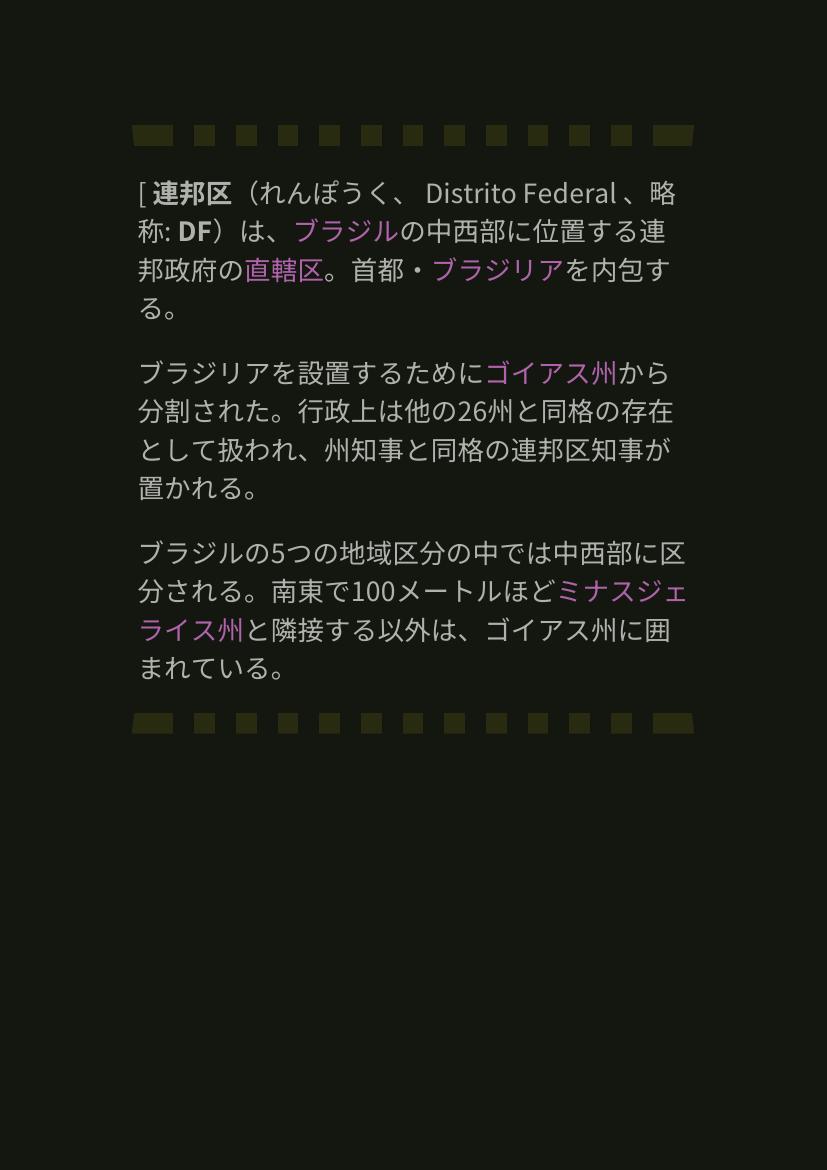 [ 連邦区（れんぽうく、 Distrito Federal 、略
称: DF）は、ブラジルの中西部に位置する連
邦政府の直轄区。首都・ブラジリアを内包す
る。
ブラジリアを設置するためにゴイアス州から
分割された。行政上は他の26州と同格の存在
として扱われ、州知事と同格の連邦区知事が
置かれる。
ブラジルの5つの地域区分の中では中西部に区
分される。南東で100メートルほどミナスジェ
ライス州と隣接する以外は、ゴイアス州に囲
まれている。